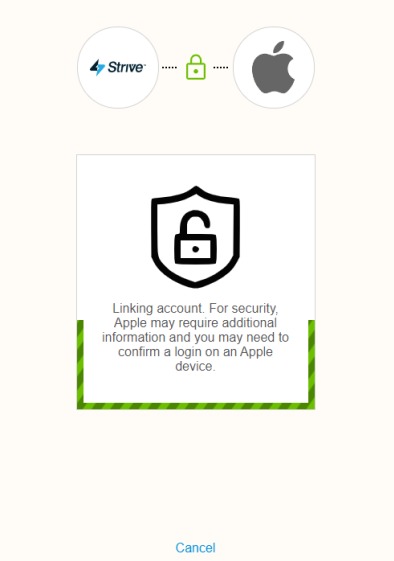 Strive
Linking account. For security,
Apple may require additional
information and you may need to
confirm a login on an Apple
device.
Cancel